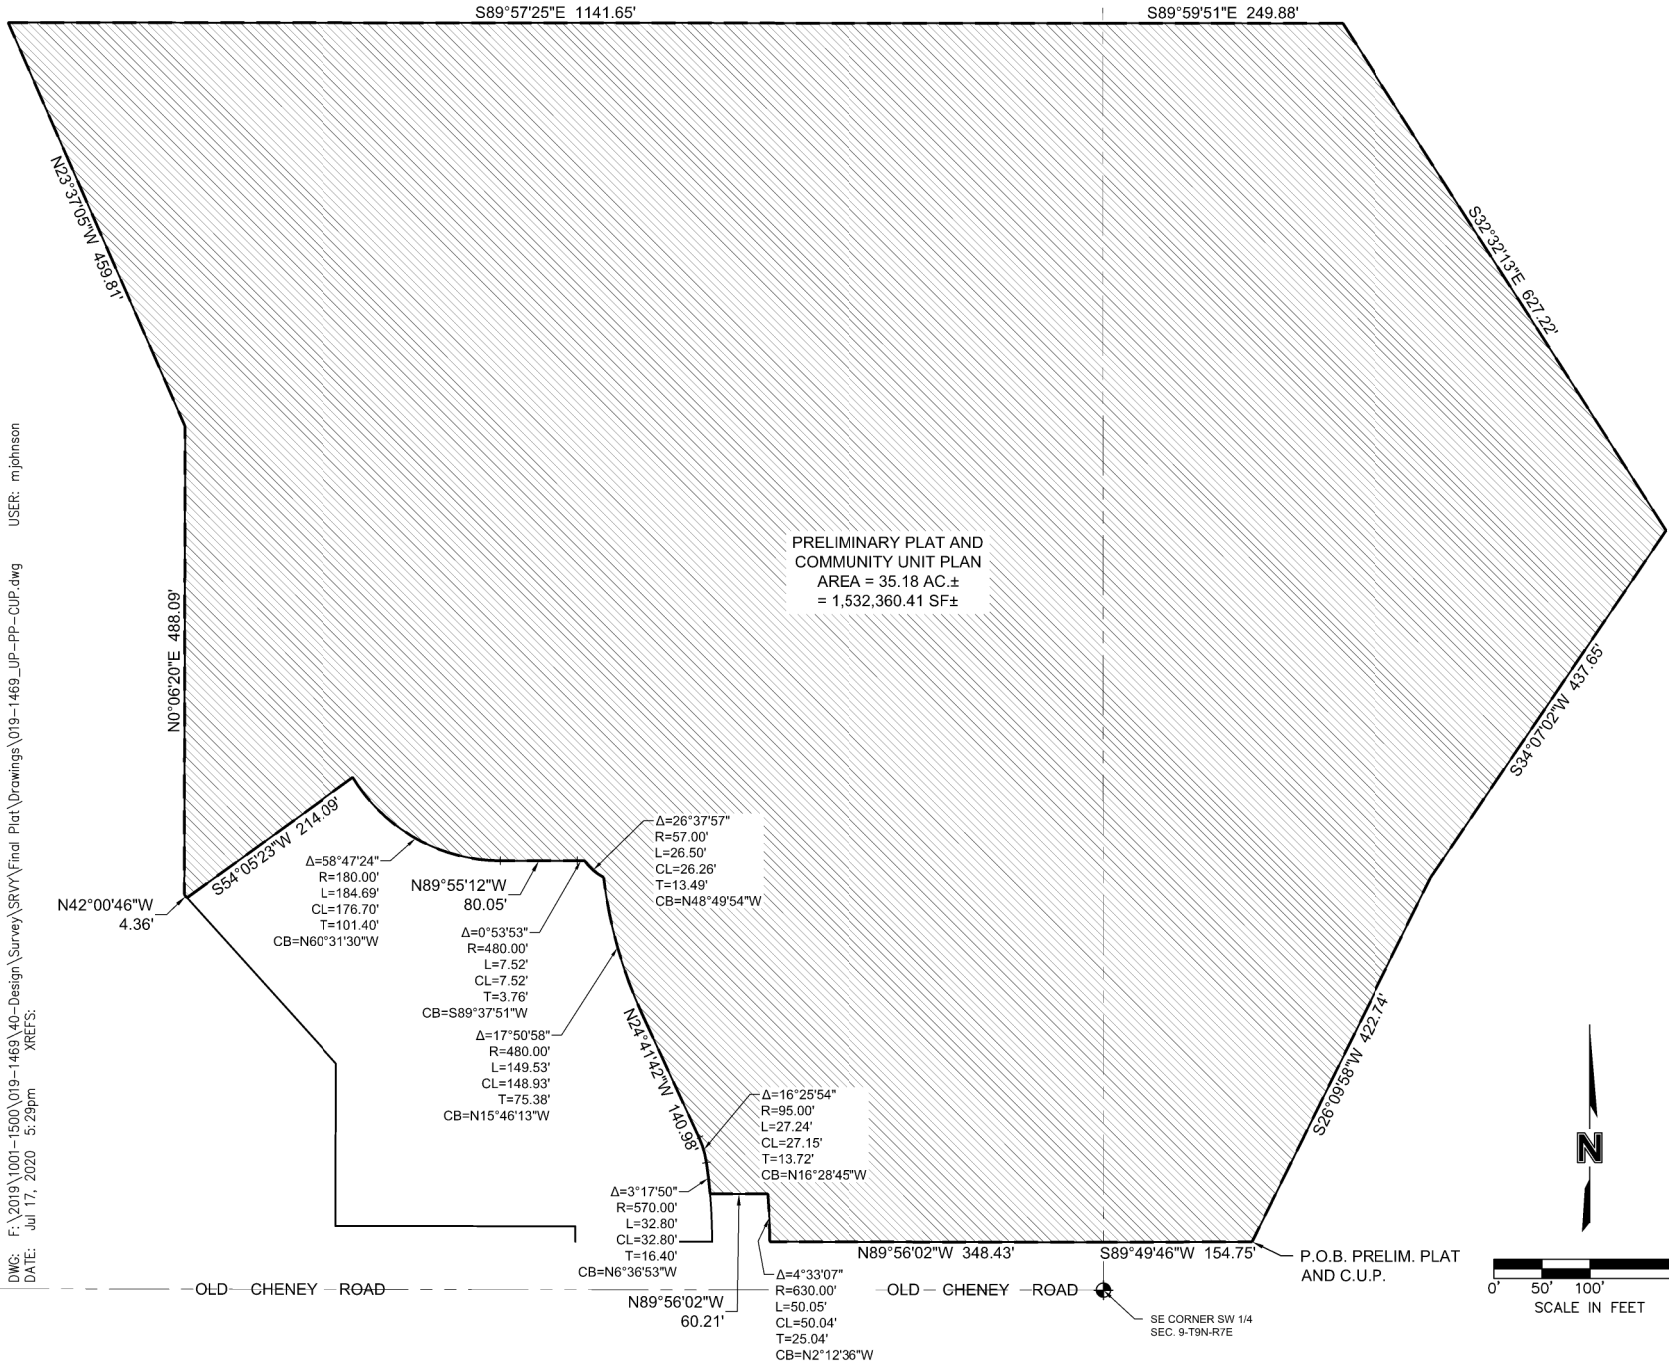 S89°57'25"E 1141.65'
S89°59'51"E 249.88'
N23°37'05"W 459.81'
S32°32'13"E 627.22'
PRELIMINARY PLAT AND
COMMUNITY UNIT PLAN
AREA = 35.18 AC.±
= 1,532,360.41 SF±
N0°06'20"E 488.09'
S34°07'02"W 437.65'
S54°05'23"W 214.09'
N42°00'46"W
4.36'
Δ=58°47'24"
R=180.00'
L=184.69'
CL=176.70'
T=101.40'
CB=N60°31'30"W
N89°55'12"W
80.05'
Δ=26°37'57"
R=57.00'
L=26.50'
CL=26.26'
T=13.49'
CB=N48°49'54"W
Δ=0°53'53"
R=480.00'
L=7.52'
CL=7.52'
T=3.76'
CB=S89°37'51"W
Δ=17°50'58"
R=480.00'
L=149.53'
CL=148.93'
T=75.38'
CB=N15°46'13"W
N24°41'42"W 140.98'
Δ=16°25'54"
R=95.00'
L=27.24'
CL=27.15'
T=13.72'
CB=N16°28'45"W
S26°09'58"W 422.74'
Δ=3°17'50"
R=570.00'
L=32.80'
CL=32.80'
T=16.40'
CB=N6°36'53"W
N89°56'02"W
60.21'
Δ=4°33'07"
R=630.00'
L=50.05'
CL=50.04'
T=25.04'
CB=N2°12'36"W
N89°56'02"W 348.43'
S89°49'46"W 154.75'
P.O.B. PRELIM. PLAT
AND C.U.P.
OLD CHENEY ROAD
OLD CHENEY ROAD
SE CORNER SW 1/4
SEC. 9-T9N-R7E
N
0' 50' 100'
SCALE IN FEET
DWG: F:\2019\1001-1500\019-1469\40-Design\Survey\SRVY\Final Plat\Drawings\019-1469_UP-PP-CUP.dwg USER: mjohnson
DATE: Jul 17, 2020 5:29pm XREFS: